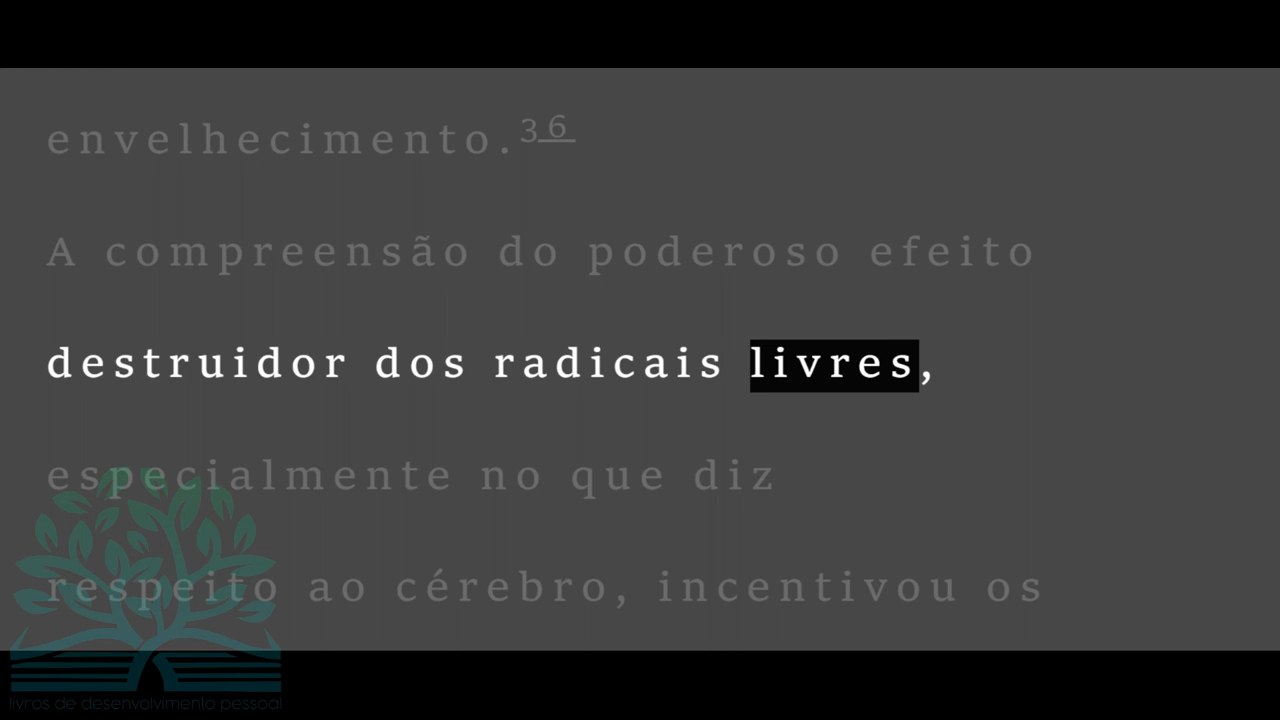 envelhecimento.36
A compreensão do poderoso efeito
destruidor dos radicais livres,
especialmente no que diz
respeito ao cérebro, incentivou os
livros de desenvolvimento pessoal